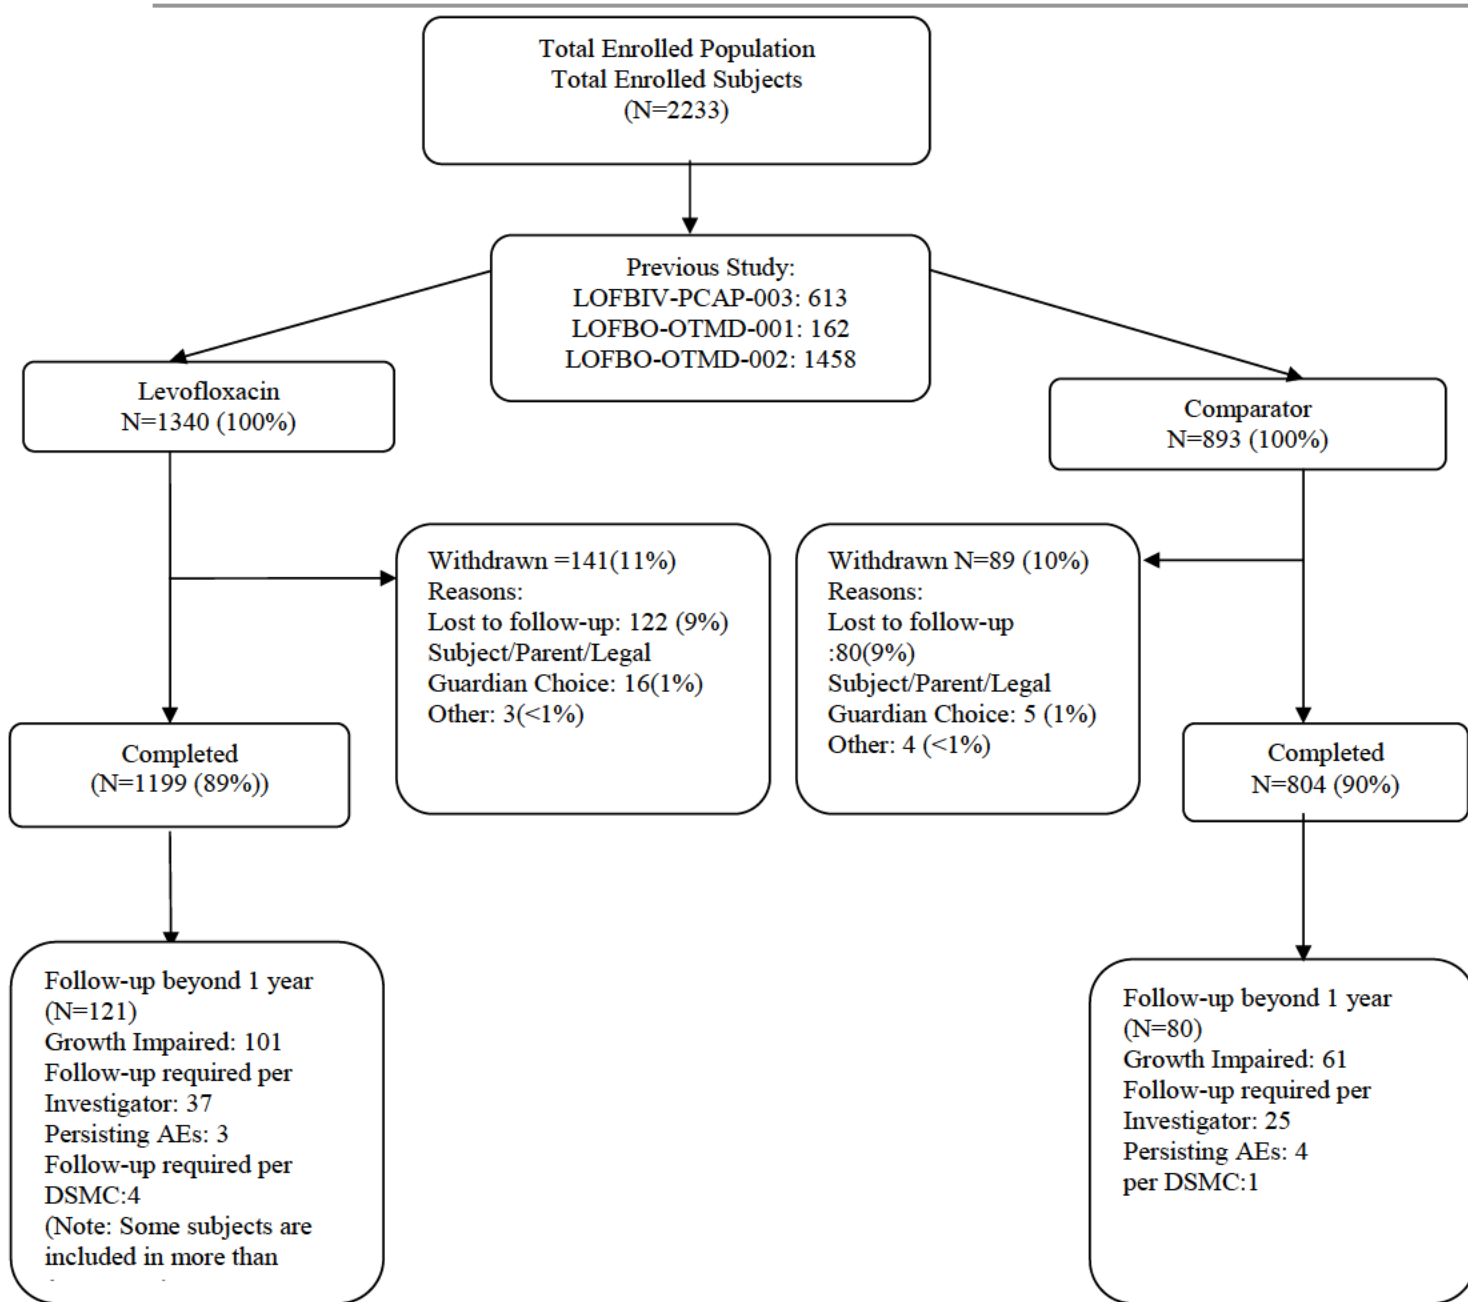 Total Enrolled Population
Total Enrolled Subjects
(N=2233)
Previous Study:
LOFBIV-PCAP-003: 613
LOFBO-OTMD-001: 162
LOFBO-OTMD-002: 1458
Levofloxacin
N=1340 (100%)
Comparator
N=893 (100%)
Withdrawn =141(11%)
Reasons:
Lost to follow-up: 122 (9%)
Subject/Parent/Legal
Guardian Choice: 16(1%)
Other: 3(<1%)
Withdrawn N=89 (10%)
Reasons:
Lost to follow-up
:80(9%)
Subject/Parent/Legal
Guardian Choice: 5 (1%)
Other: 4 (<1%)
Completed
(N=1199 (89%))
Completed
N=804 (90%)
Follow-up beyond 1 year
(N=121)
Growth Impaired: 101
Follow-up required per
Investigator: 37
Persisting AEs: 3
Follow-up required per
DSMC:4
(Note: Some subjects are
included in more than
Follow-up beyond 1 year
(N=80)
Growth Impaired: 61
Follow-up required per
Investigator: 25
Persisting AEs: 4
per DSMC:1